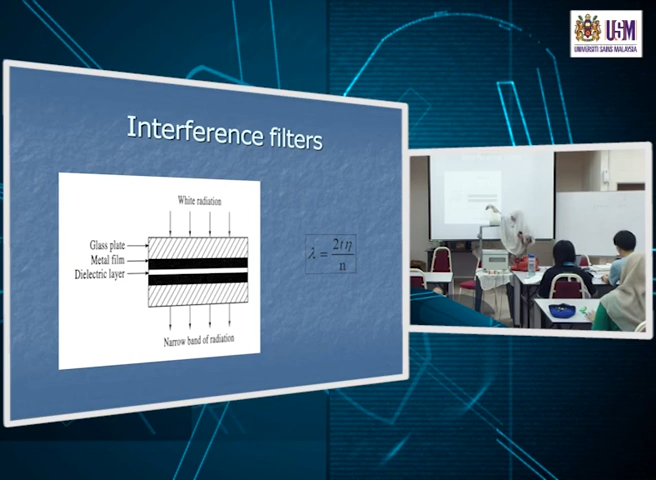 USM
UNIVERSITI SAINS MALAYSIA
Interference filters
White radiation
Glass plate
Metal film
Dielectric layer
Narrow band of radiation
λ = 2tη / n